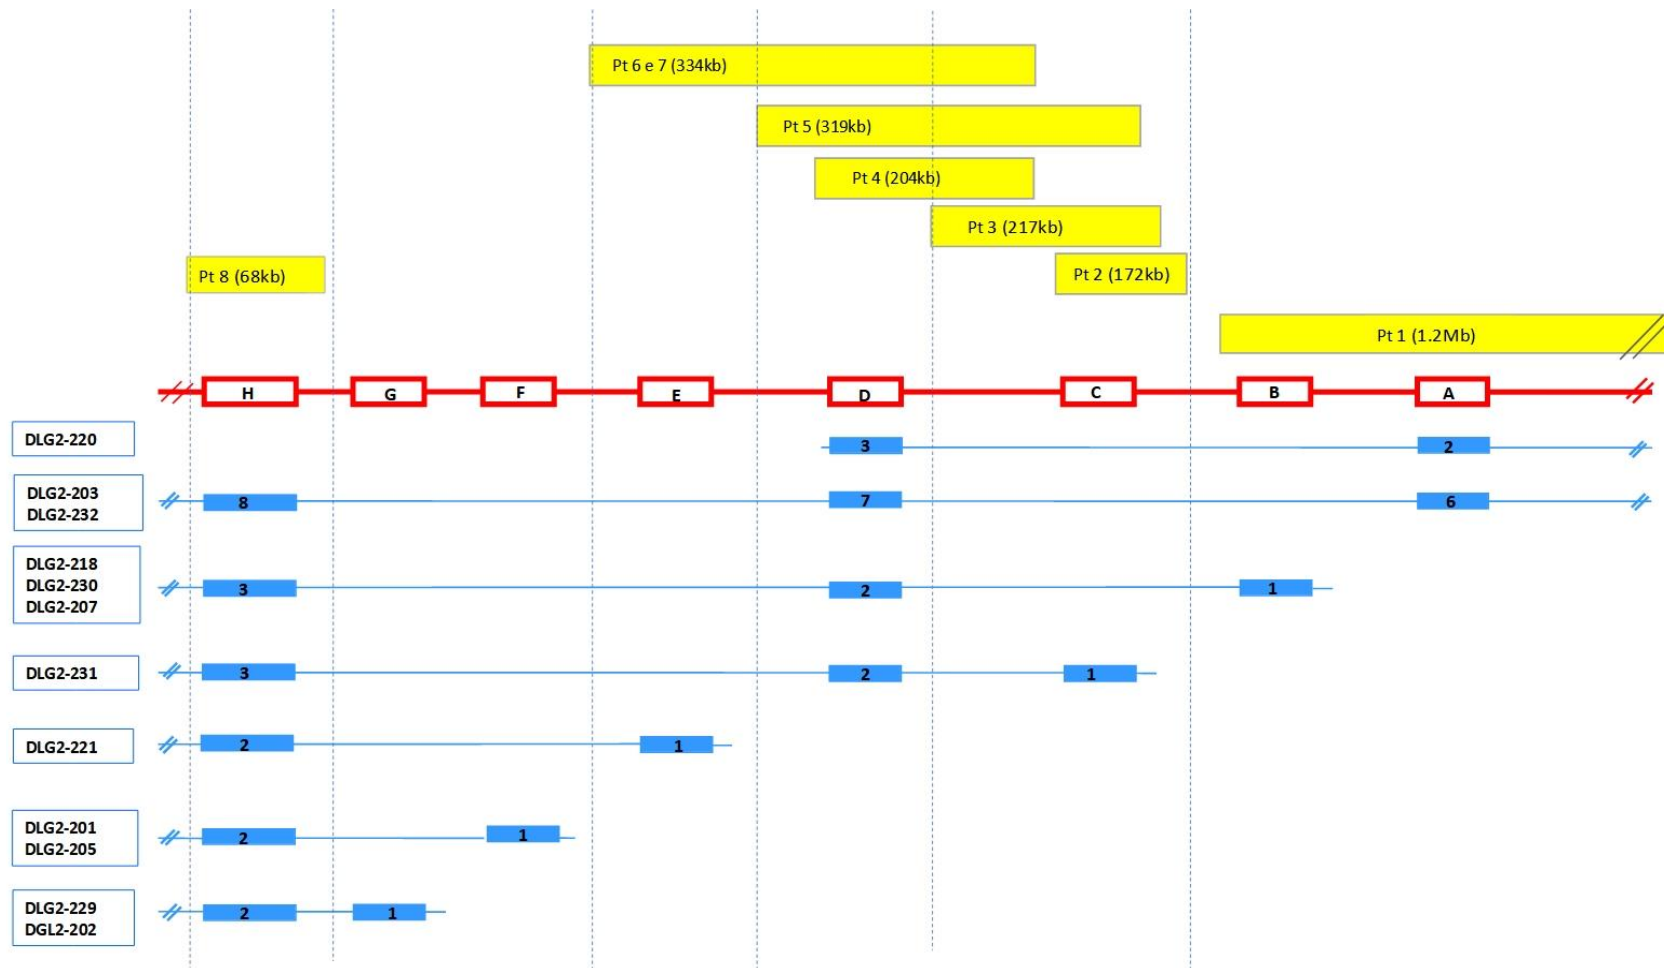 Pt 6 e 7 (334kb)
Pt 5 (319kb)
Pt 4 (204kb)
Pt 3 (217kb)
Pt 8 (68kb)
Pt 2 (172kb)
Pt 1 (1.2Mb)
H G F E D C B A
DLG2-220
3 2
DLG2-203
DLG2-232
8 7 6
DLG2-218
DLG2-230
DLG2-207
3 2 1
DLG2-231
3 2 1
DLG2-221
2 1
DLG2-201
DLG2-205
2 1
DLG2-229
DGL2-202
2 1